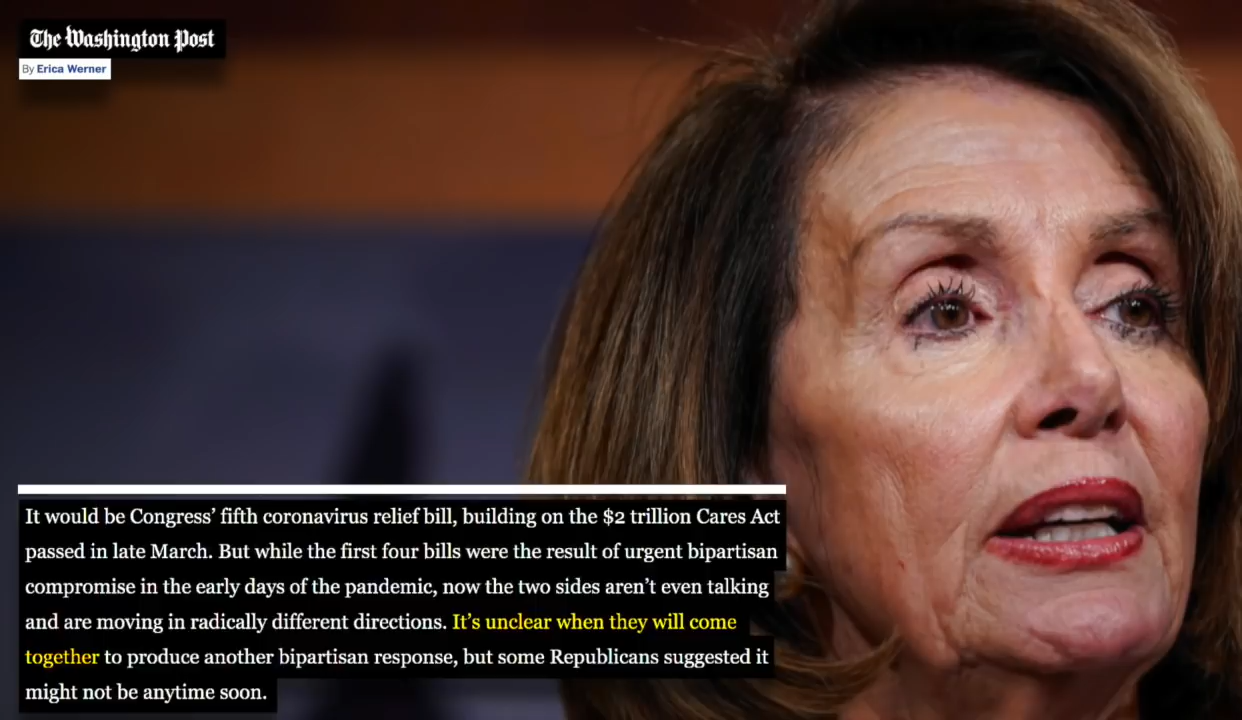 The Washington Post
By Erica Werner
It would be Congress’ fifth coronavirus relief bill, building on the $2 trillion Cares Act
passed in late March. But while the first four bills were the result of urgent bipartisan
compromise in the early days of the pandemic, now the two sides aren’t even talking
and are moving in radically different directions. It’s unclear when they will come
together to produce another bipartisan response, but some Republicans suggested it
might not be anytime soon.